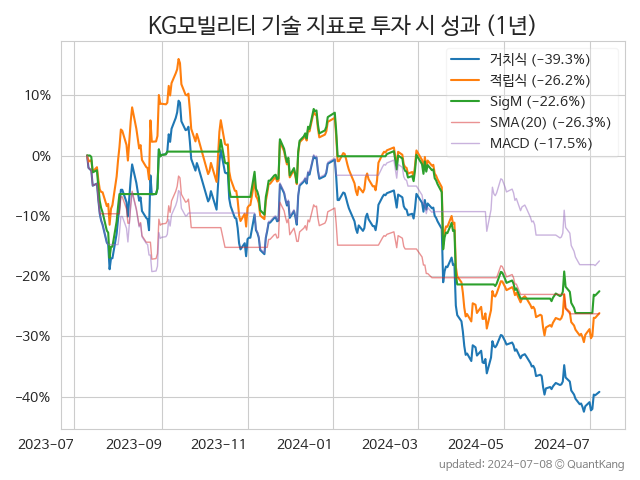 KG모빌리티 기술 지표로 투자 시 성과 (1년)
거치식 (−39.3%)
적립식 (−26.2%)
SigM (−22.6%)
SMA(20) (−26.3%)
MACD (−17.5%)
10%
0%
−10%
−20%
−30%
−40%
2023-07 2023-09 2023-11 2024-01 2024-03 2024-05 2024-07
updated: 2024-07-08 © QuantKang